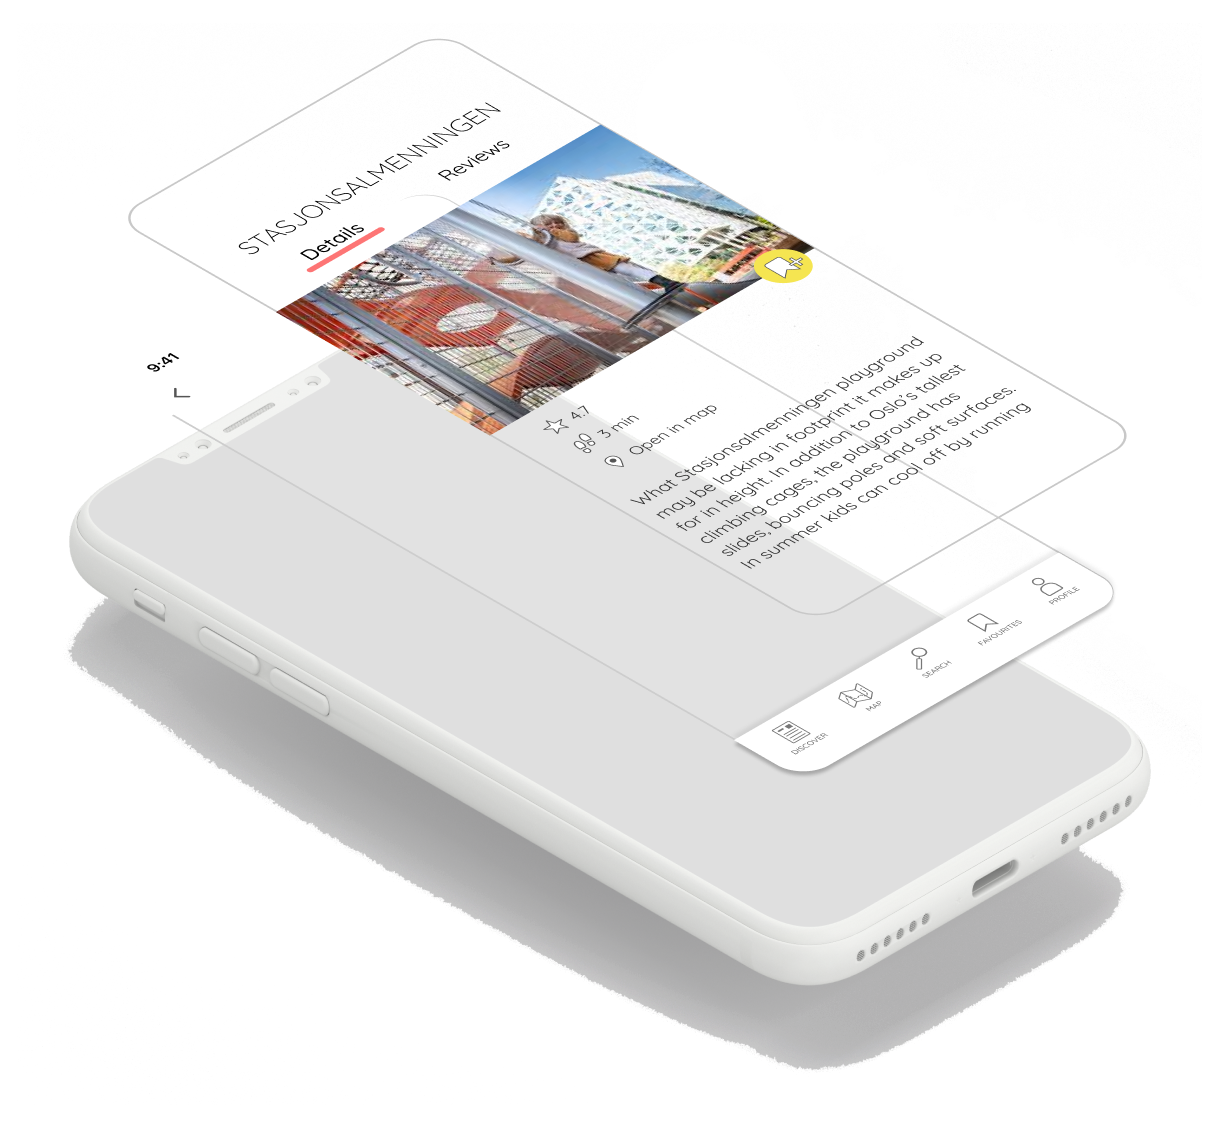 9:41
STASJONSALMENNINGEN
Details
Reviews
4.7
3 min
Open in map
What Stasjonsalmenningen playground
may be lacking in footprint it makes up
for in height. In addition to Oslo's tallest
climbing cages, the playground has
slides, bouncing poles and soft surfaces.
In summer kids can cool off by running
DISCOVER
MAP
SEARCH
FAVOURITES
PROFILE